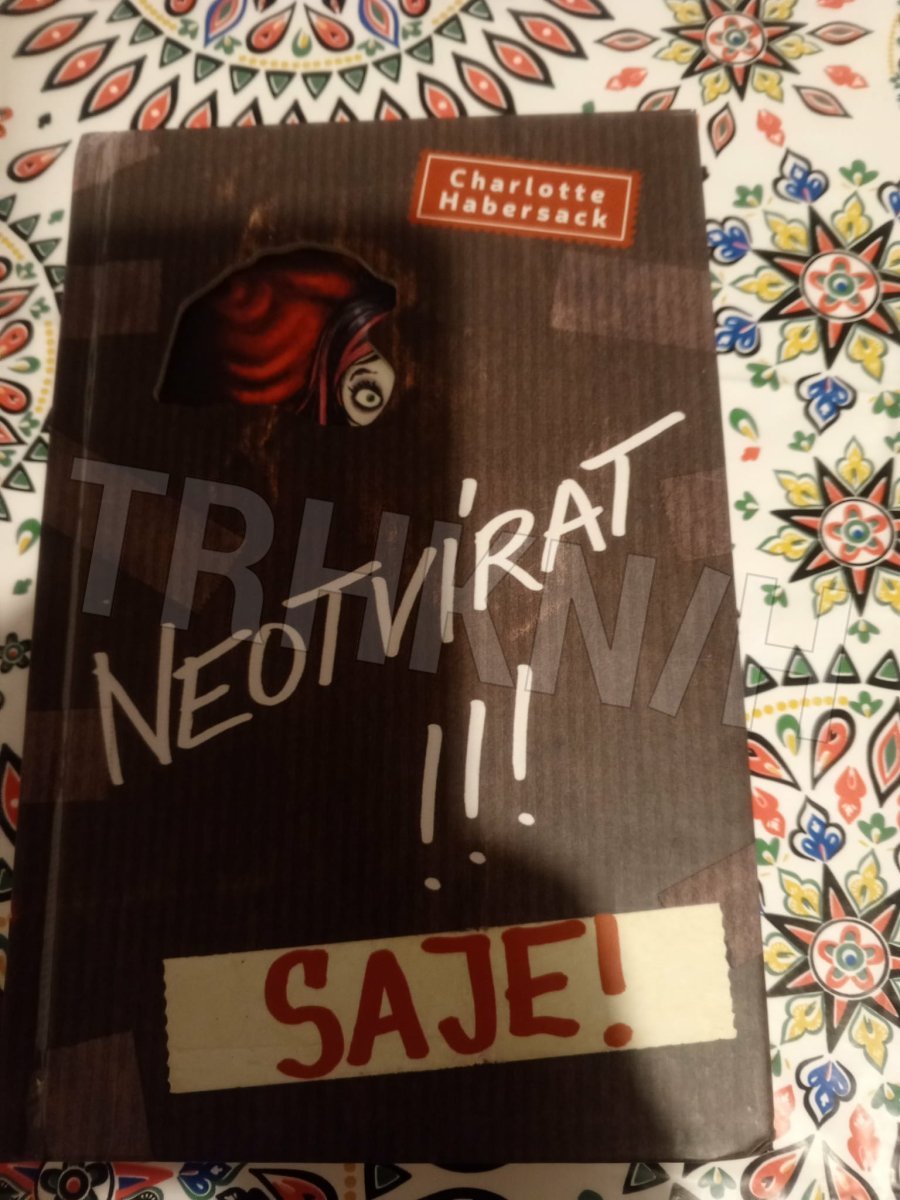 Charlotte
Habersack
NEOTVÍRAT
!!!
SAJE!
TRHKNIH